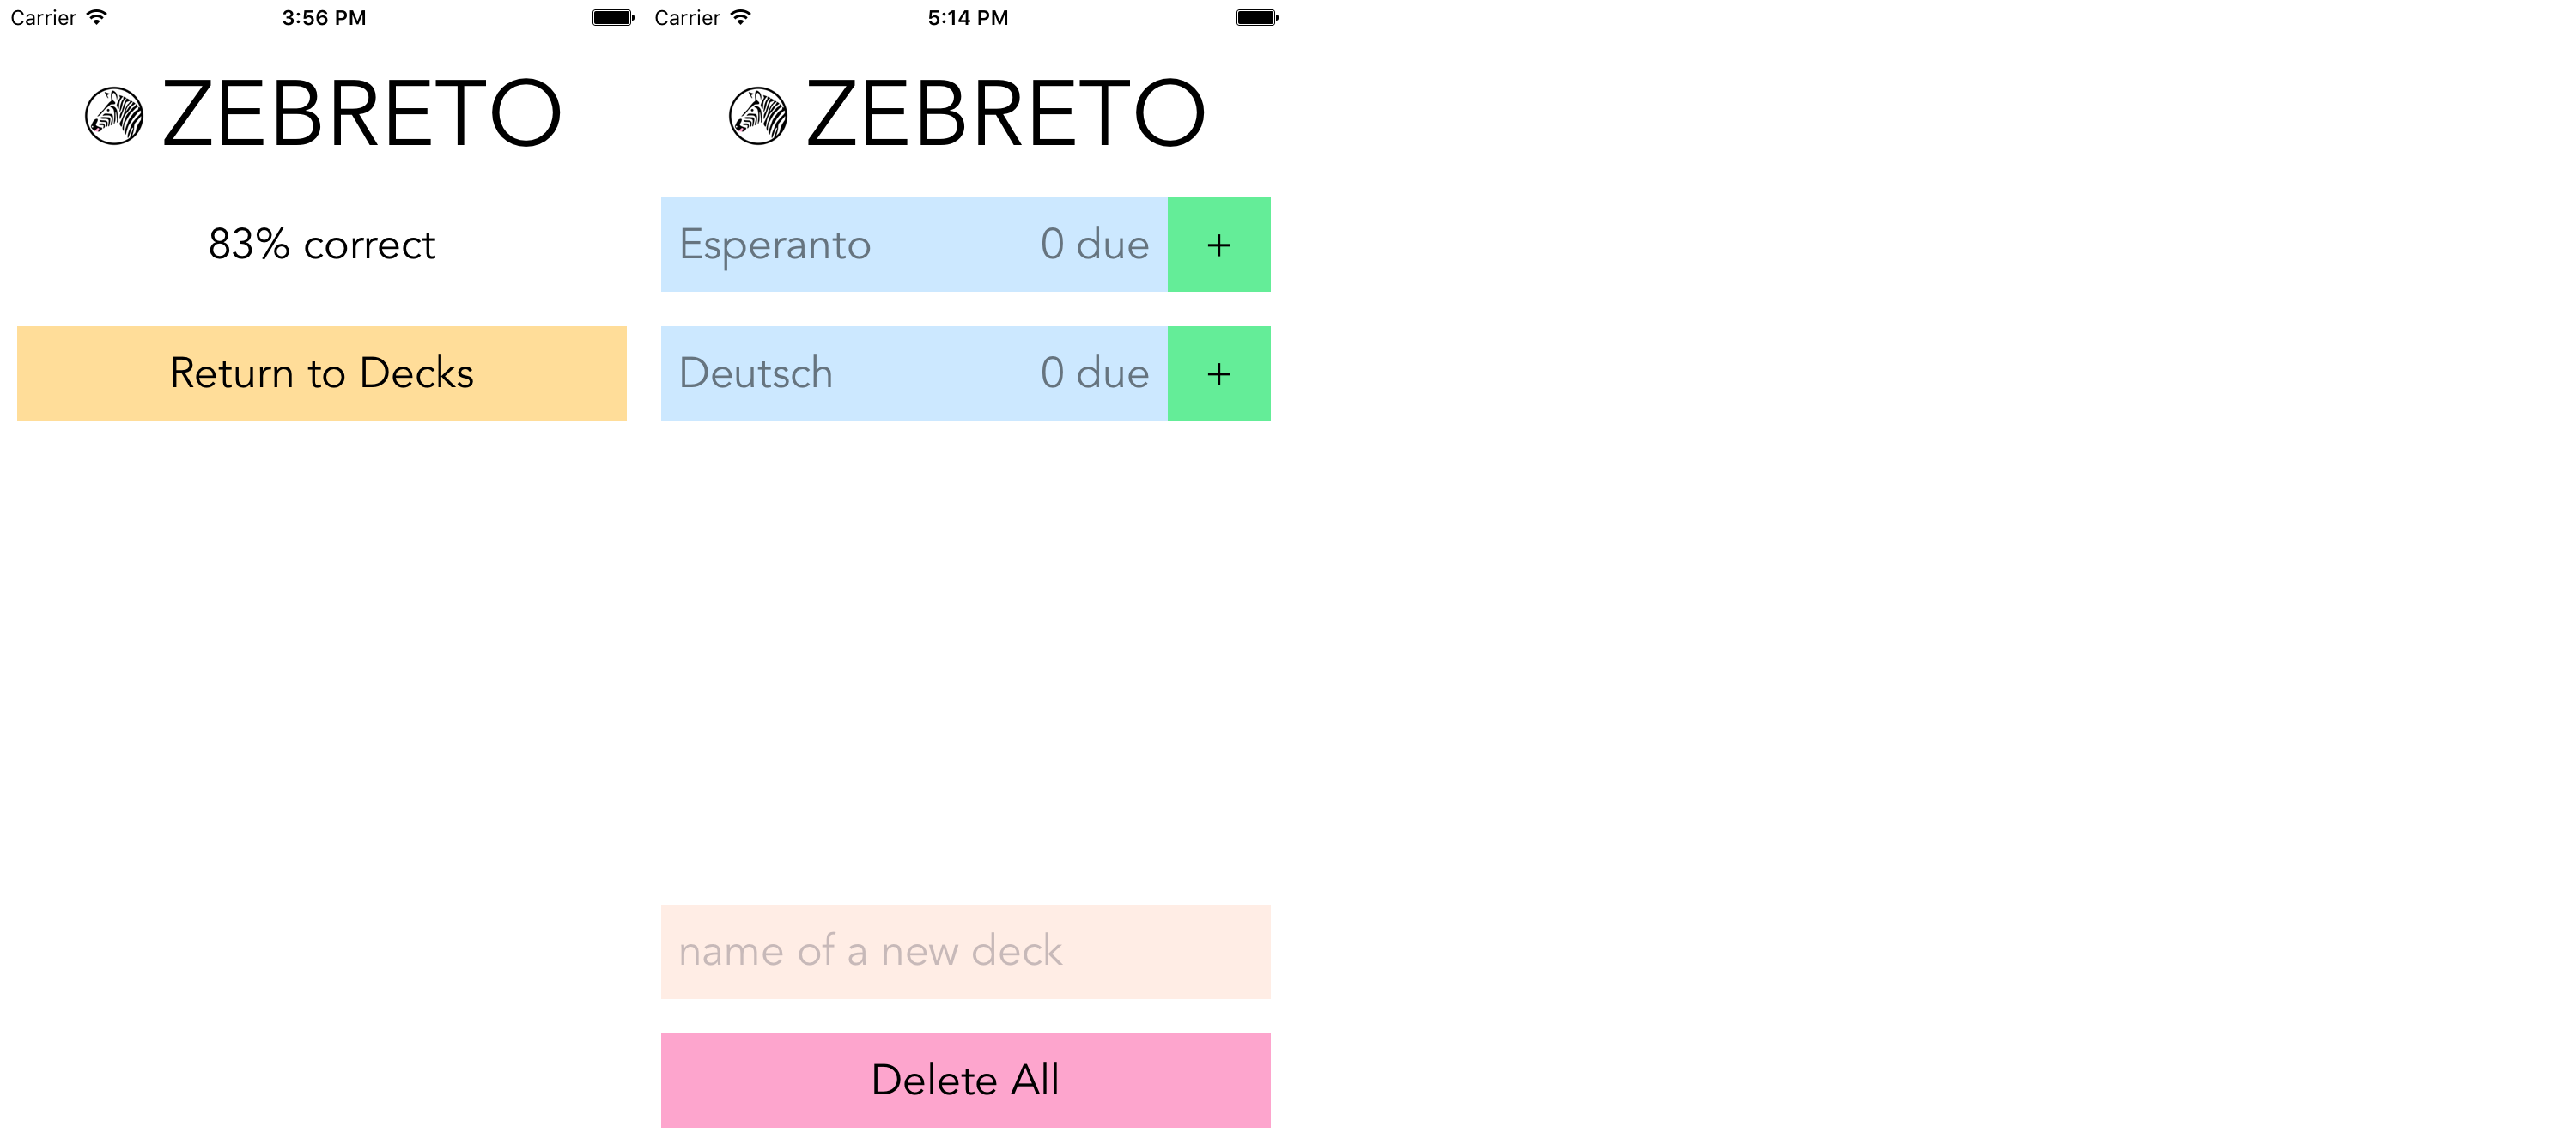 Carrier 3:56 PM
ZEBRETO
83% correct
Return to Decks
Carrier 5:14 PM
ZEBRETO
Esperanto 0 due +
Deutsch 0 due +
name of a new deck
Delete All